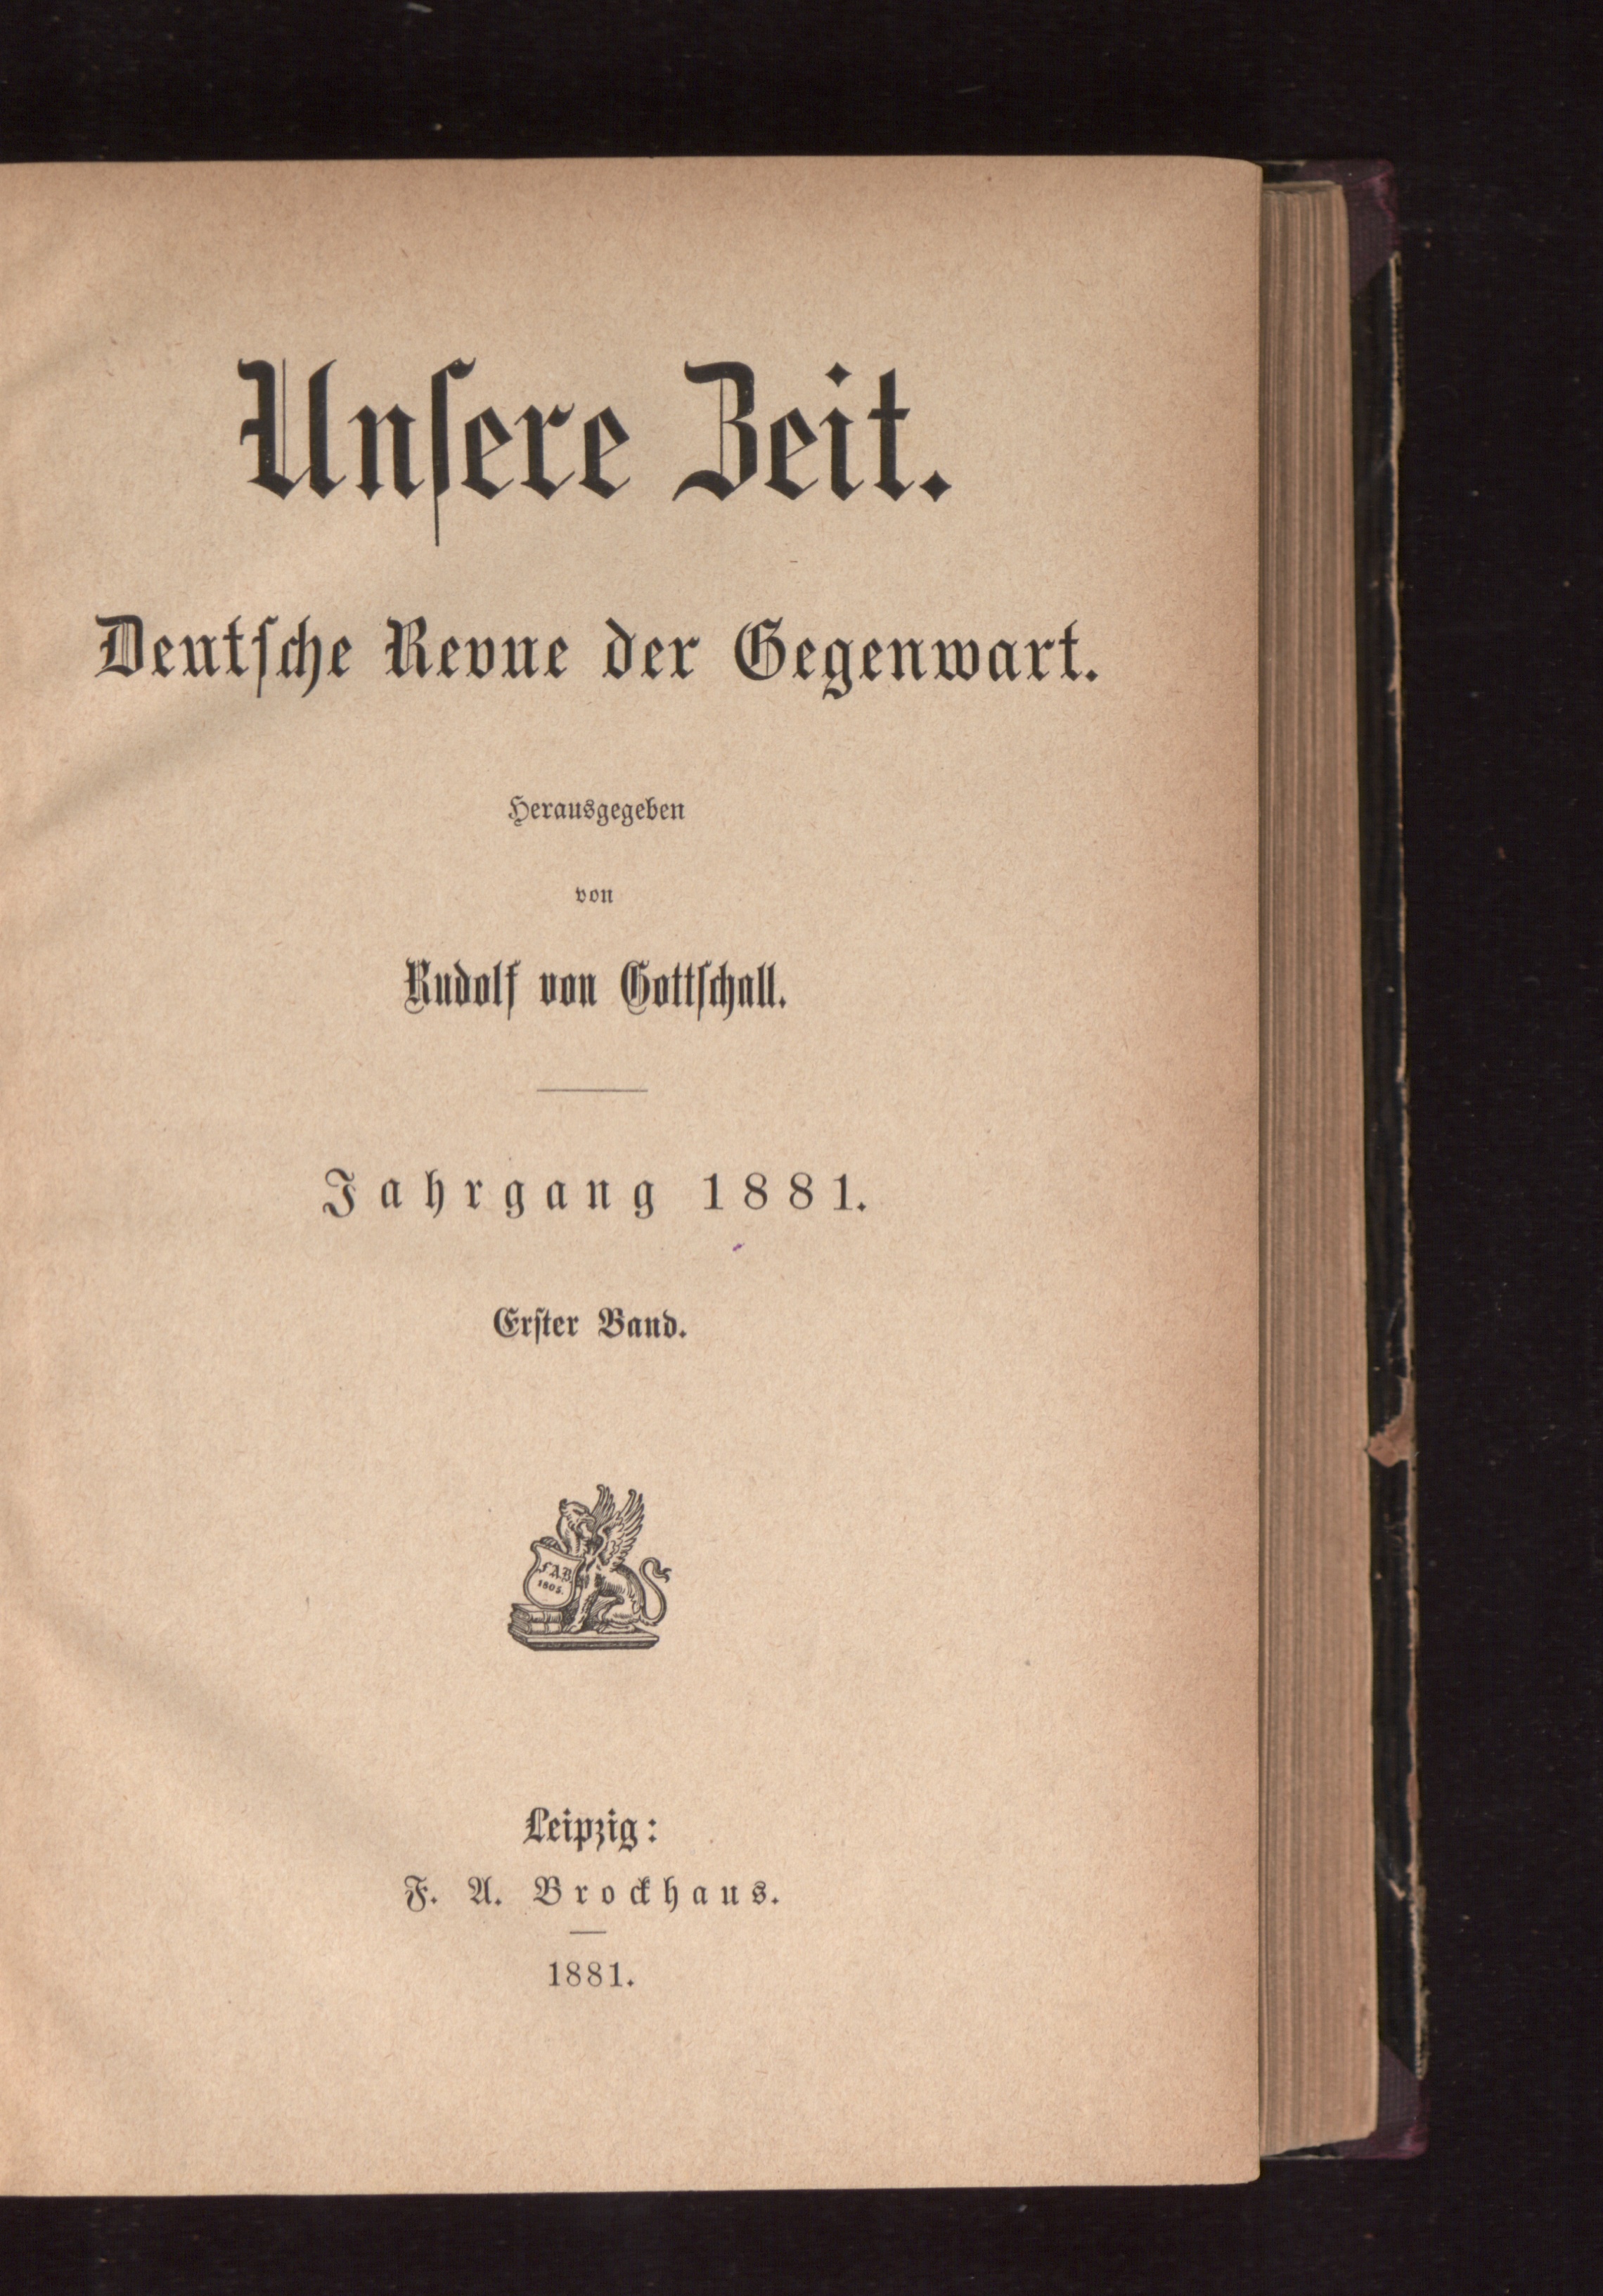 Unſere Zeit.
Deutſche Revue der Gegenwart.
Herausgegeben
von
Rudolf von Gottſchall.
Jahrgang 1881.
Erſter Band.
F.A.B.
1805.
Leipzig:
F. A. Brockhaus.
1881.